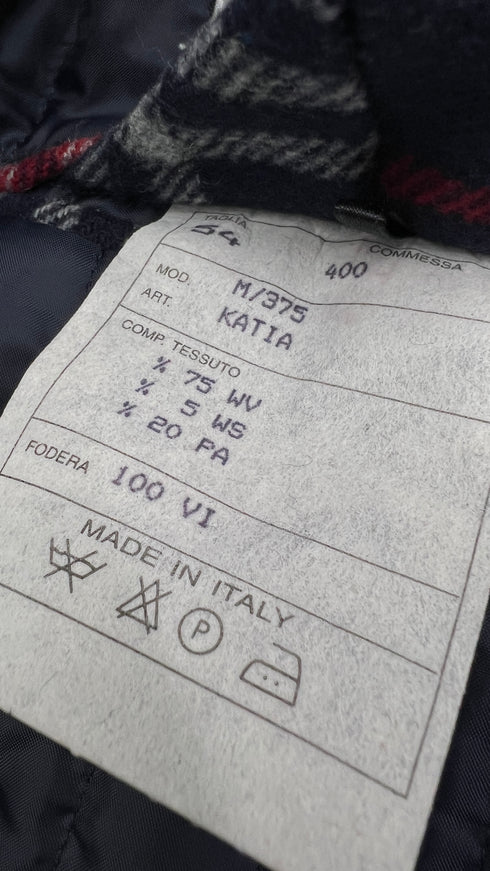 TAGLIA COMMESSA
54 400
MOD. M/375
ART. KATIA
COMP. TESSUTO
% 75 WV
% 5 WS
% 20 PA
FODERA 100 VI
MADE IN ITALY
P